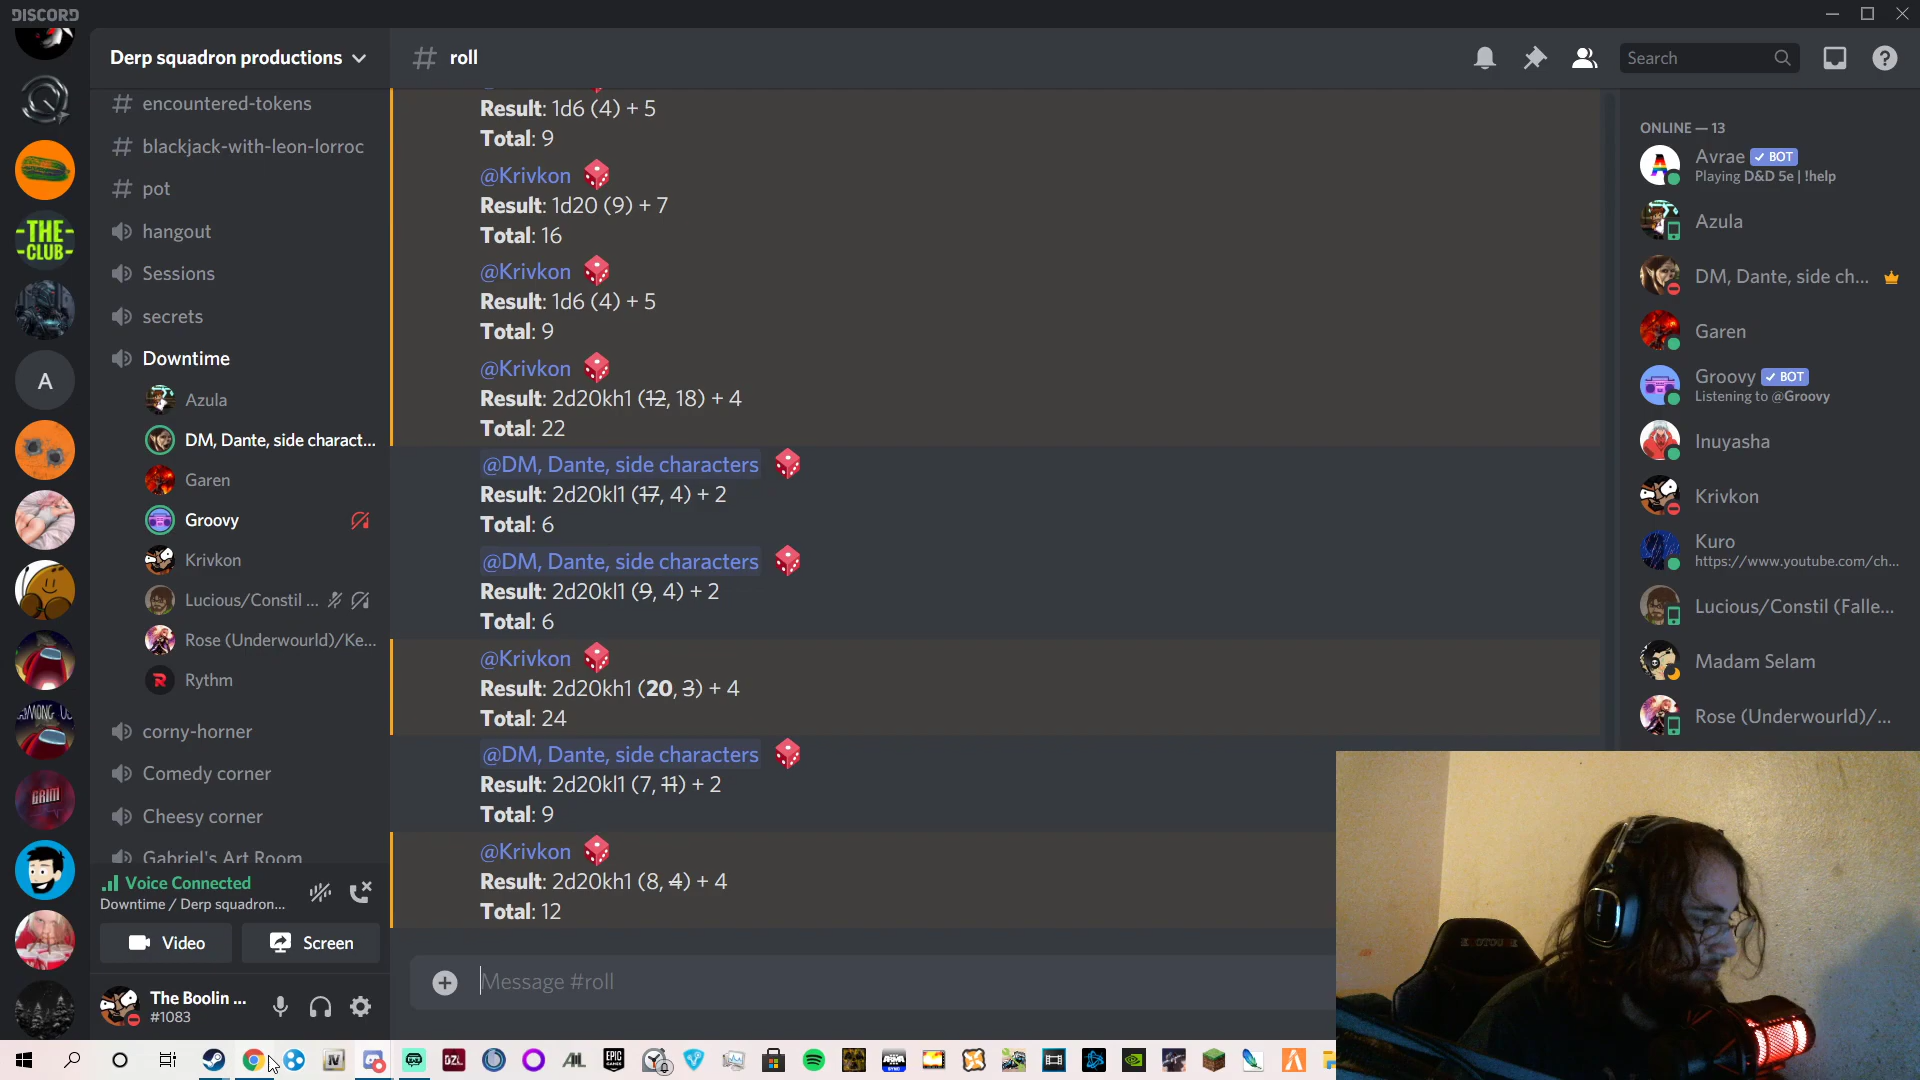 DISCORD
Derp squadron productions
roll
Search
encountered-tokens
blackjack-with-leon-lorroc
pot
hangout
Sessions
secrets
Downtime
Azula
DM, Dante, side charact...
Garen
Groovy
Krivkon
Lucious/Constil ...
Rose (Underwourld)/Ke...
Rythm
corny-horner
Comedy corner
Cheesy corner
Gabriel's Art Room
Voice Connected
Downtime / Derp squadron...
Video
Screen
The Boolin ...
#1083
THE
CLUB
A
GRIM
Result: 1d6 (4) + 5
Total: 9
@Krivkon
Result: 1d20 (9) + 7
Total: 16
@Krivkon
Result: 1d6 (4) + 5
Total: 9
@Krivkon
Result: 2d20kh1 (12, 18) + 4
Total: 22
@DM, Dante, side characters
Result: 2d20kl1 (17, 4) + 2
Total: 6
@DM, Dante, side characters
Result: 2d20kl1 (9, 4) + 2
Total: 6
@Krivkon
Result: 2d20kh1 (20, 3) + 4
Total: 24
@DM, Dante, side characters
Result: 2d20kl1 (7, 11) + 2
Total: 9
@Krivkon
Result: 2d20kh1 (8, 4) + 4
Total: 12
Message #roll
ONLINE — 13
Avrae BOT
Playing D&D 5e | !help
Azula
DM, Dante, side ch...
Garen
Groovy BOT
Listening to @Groovy
Inuyasha
Krivkon
Kuro
https://www.youtube.com/ch...
Lucious/Constil (Falle...
Madam Selam
Rose (Underwourld)/...
DZL
EPIC
GAMES